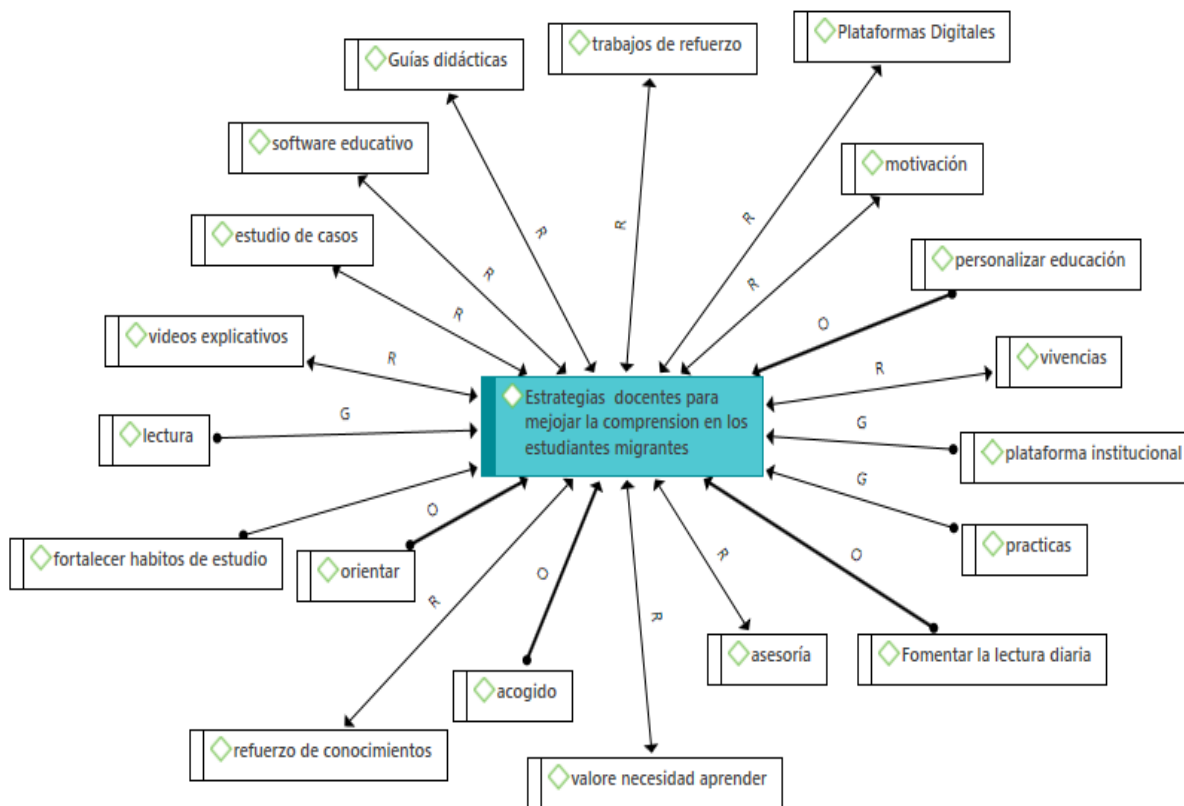 trabajos de refuerzo
Plataformas Digitales
Guías didácticas
software educativo
motivación
estudio de casos
personalizar educación
videos explicativos
vivencias
lectura
plataforma institucional
Estrategias docentes para
mejojar la comprension en los
estudiantes migrantes
fortalecer habitos de estudio
orientar
practicas
asesoría
Fomentar la lectura diaria
acogido
refuerzo de conocimientos
valore necesidad aprender
R
R
R
R
R
R
O
R
R
G
G
G
O
R
O
R
R
O